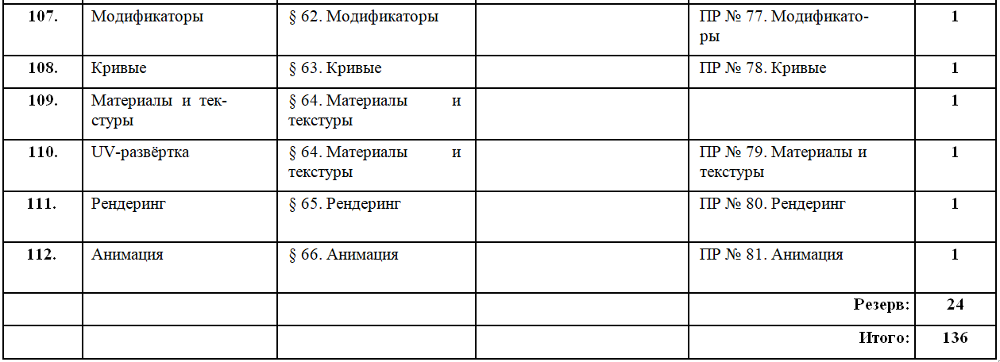 107. Модификаторы § 62. Модификаторы ПР № 77. Модификато-
ры 1
108. Кривые § 63. Кривые ПР № 78. Кривые 1
109. Материалы и тек- § 64. Материалы и 1
стуры текстуры
110. UV-развёртка § 64. Материалы и ПР № 79. Материалы и 1
текстуры текстуры
111. Рендеринг § 65. Рендеринг ПР № 80. Рендеринг 1
112. Анимация § 66. Анимация ПР № 81. Анимация 1
Резерв: 24
Итого: 136